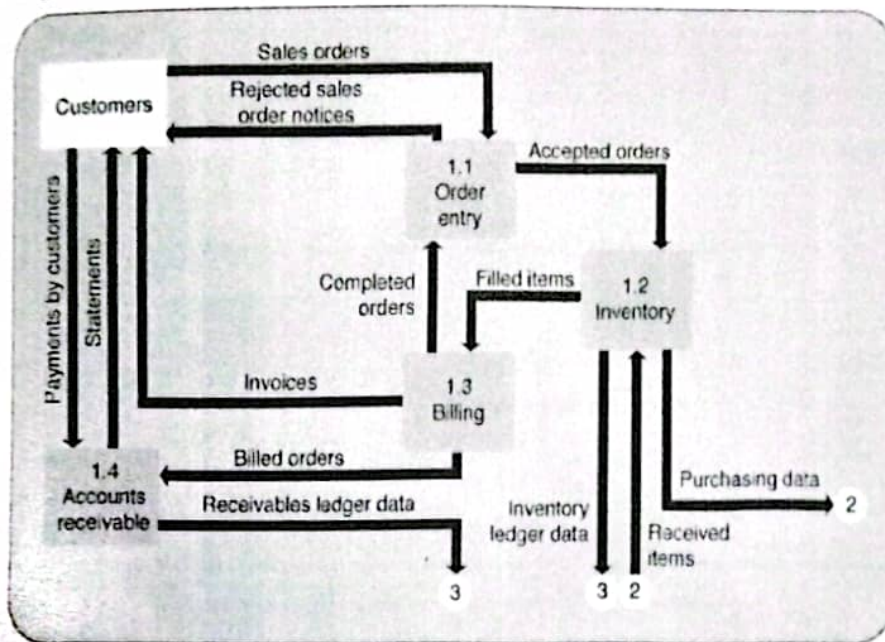 Sales orders
Customers
Rejected sales
order notices
1.1
Order
entry
Accepted orders
Payments by customers
Statements
Completed
orders
Filled items
1.2
Inventory
Invoices
1.3
Billing
Billed orders
1.4
Accounts
receivable
Receivables ledger data
Inventory
ledger data
Received
items
Purchasing data
2
3
3
2